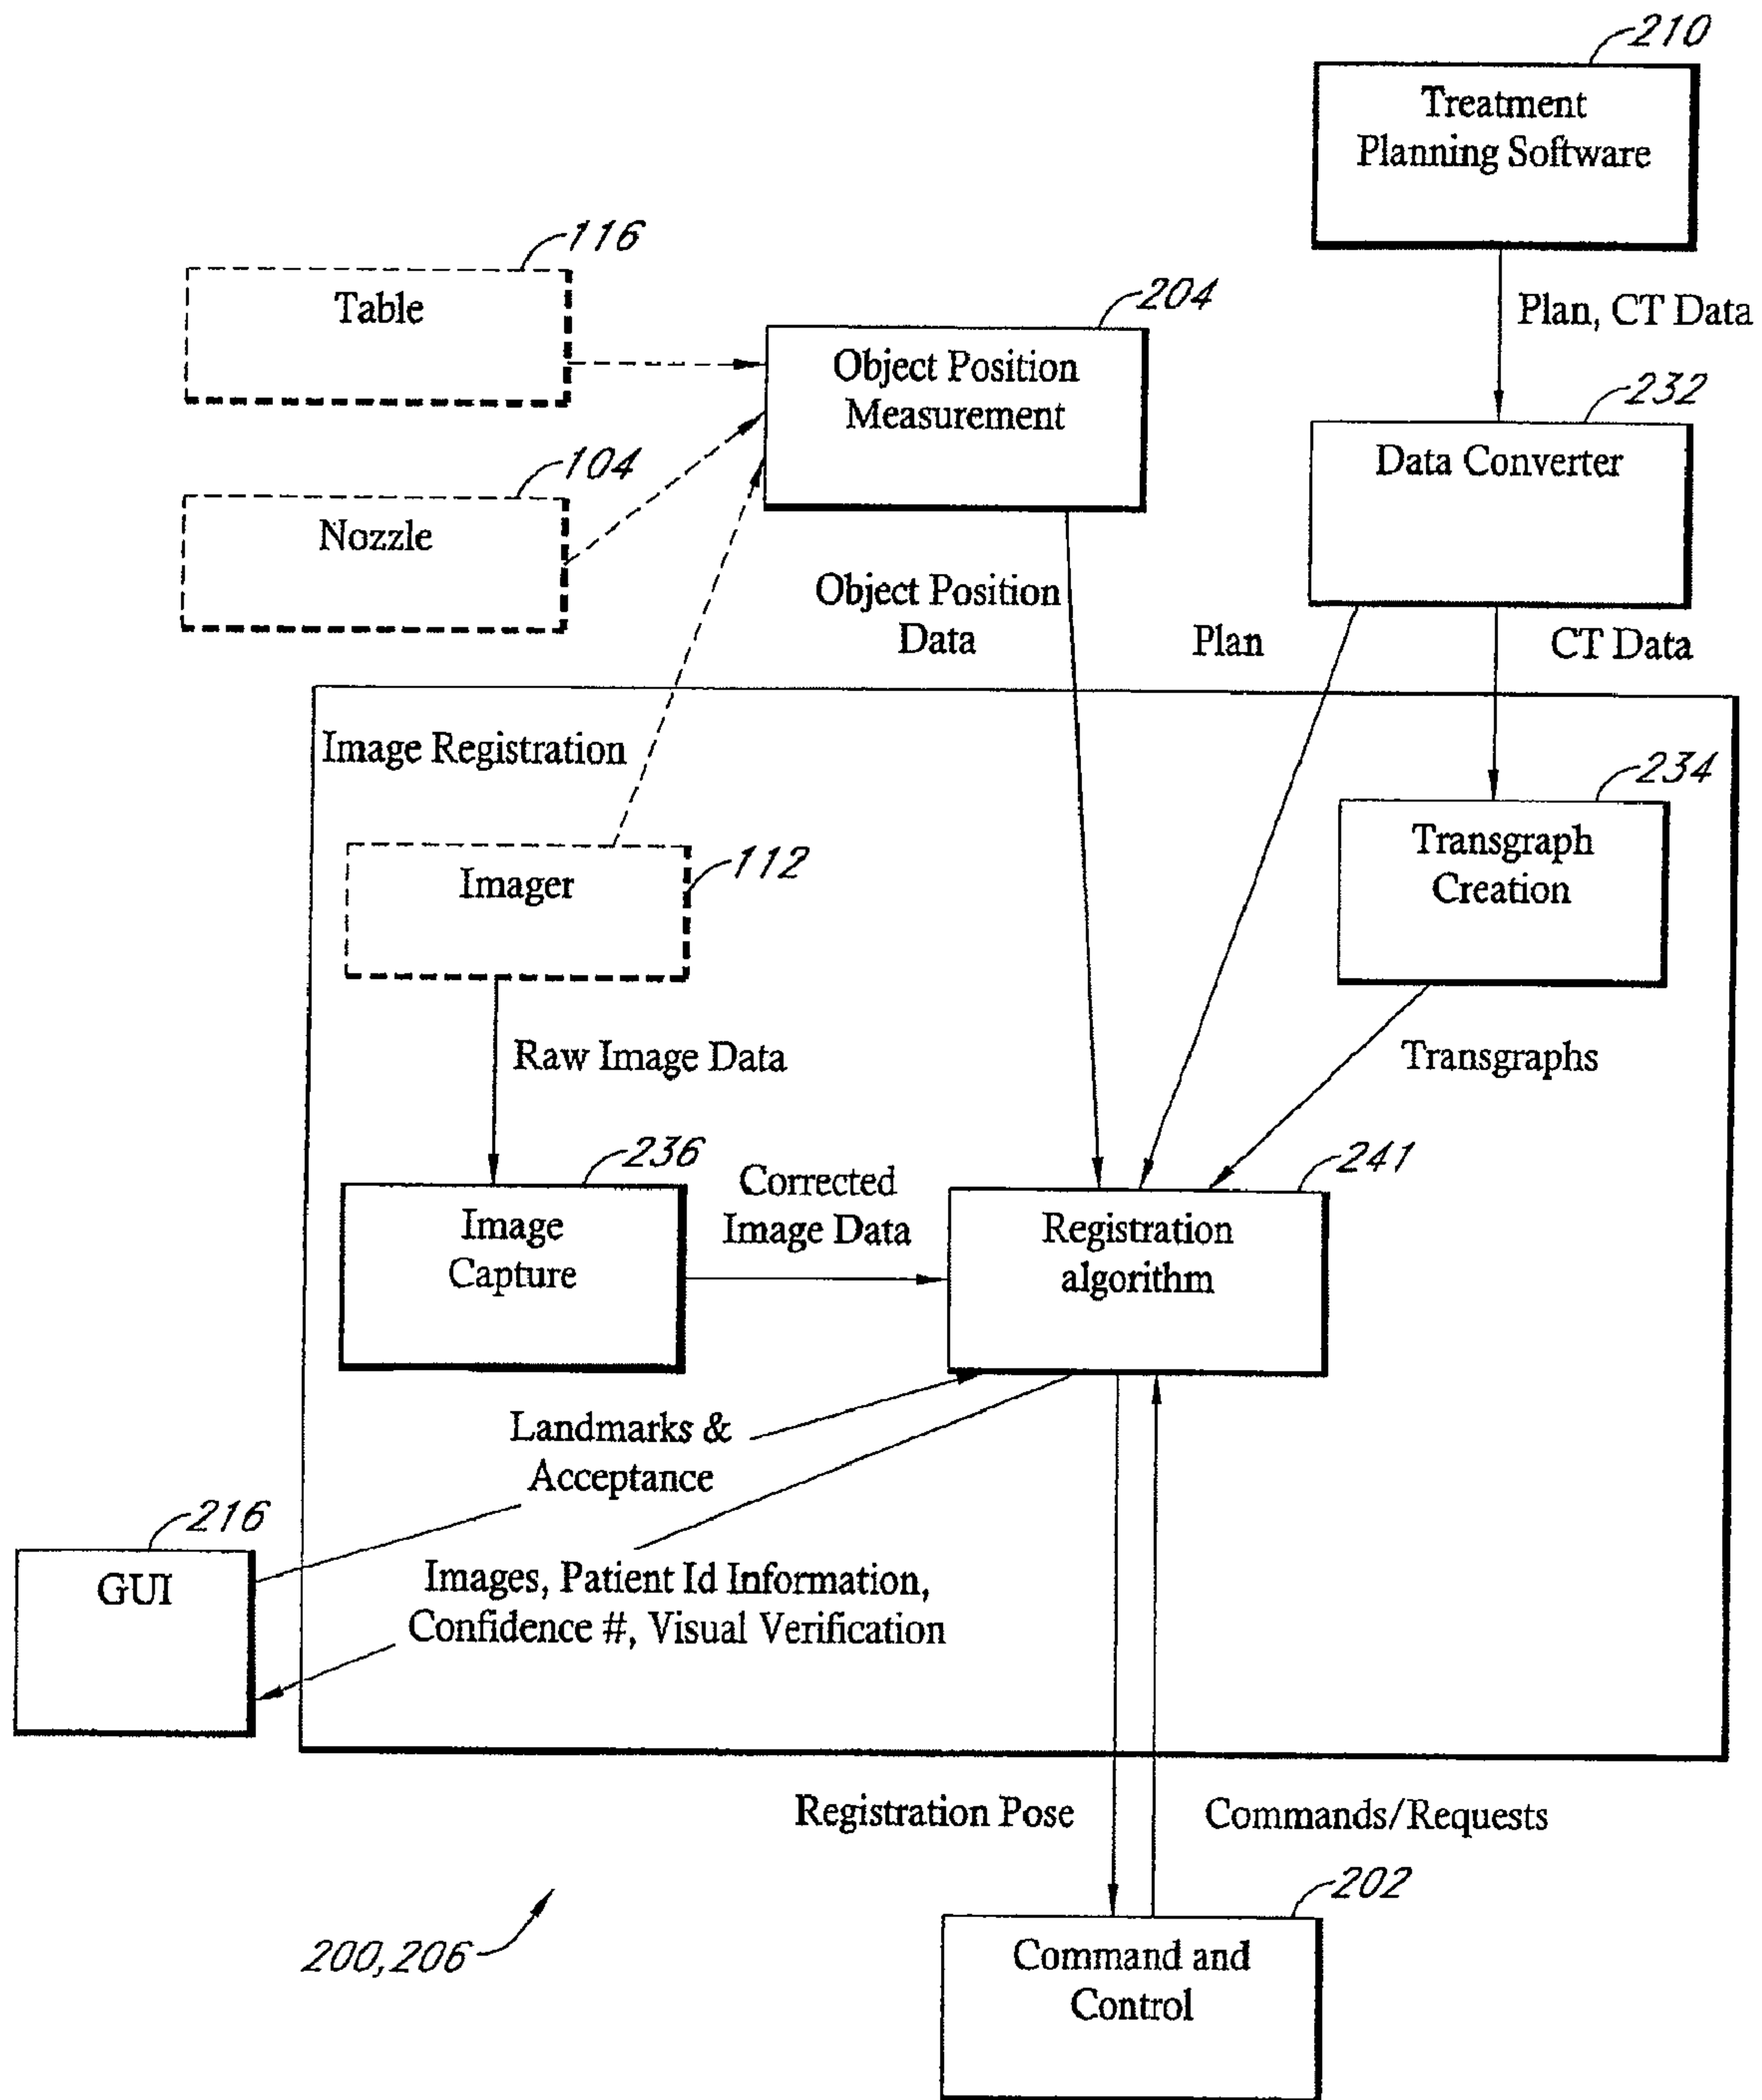 210
Treatment
Planning Software
116
Table
204
Plan, CT Data
Object Position
Measurement
232
Data Converter
104
Nozzle
Object Position
Data
Plan
CT Data
Image Registration
234
Transgraph
Creation
112
Imager
Raw Image Data
Transgraphs
236
Image
Capture
Corrected
Image Data
241
Registration
algorithm
Landmarks &
Acceptance
216
GUI
Images, Patient Id Information,
Confidence #, Visual Verification
Registration Pose
Commands/Requests
202
Command and
Control
200, 206